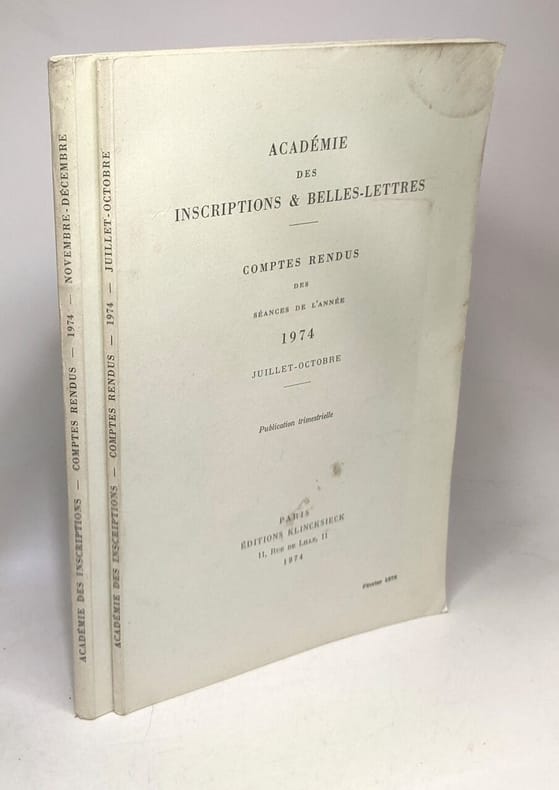 ACADÉMIE DES INSCRIPTIONS — COMPTES RENDUS — 1974 — NOVEMBRE-DÉCEMBRE
ACADÉMIE DES INSCRIPTIONS — COMPTES RENDUS — 1974 — JUILLET-OCTOBRE
ACADÉMIE
DES
INSCRIPTIONS & BELLES-LETTRES
COMPTES RENDUS
DES
SÉANCES DE L'ANNÉE
1974
JUILLET-OCTOBRE
Publication trimestrielle
PARIS
ÉDITIONS KLINCKSIECK
11, RUE DE LILLE, 11
1974
Février